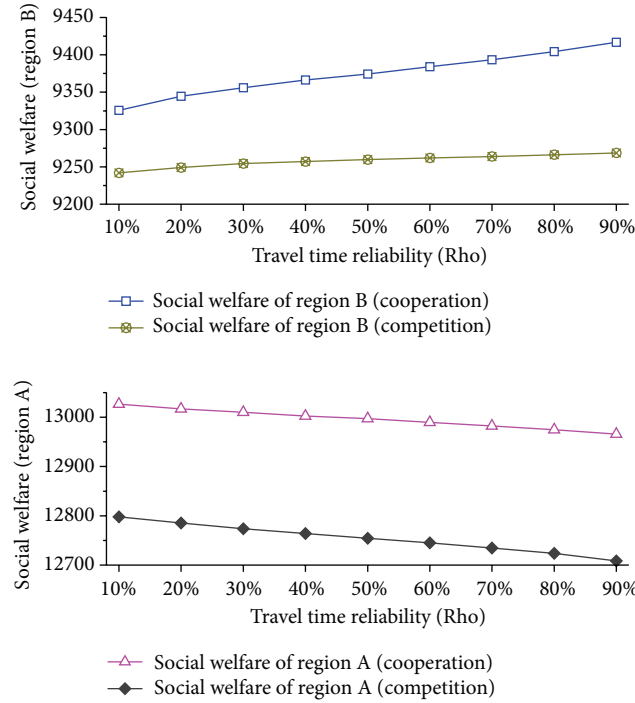 Social welfare (region B)
9450
9400
9350
9300
9250
9200
10% 20% 30% 40% 50% 60% 70% 80% 90%
Travel time reliability (Rho)
Social welfare of region B (cooperation)
Social welfare of region B (competition)
Social welfare (region A)
13000
12900
12800
12700
10% 20% 30% 40% 50% 60% 70% 80% 90%
Travel time reliability (Rho)
Social welfare of region A (cooperation)
Social welfare of region A (competition)